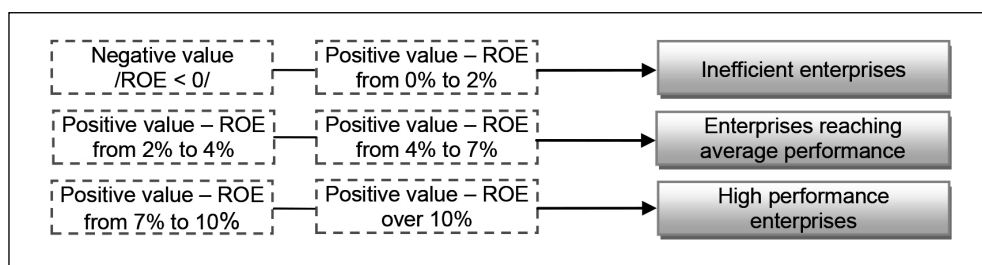 Negative value
/ROE < 0/
Positive value – ROE
from 0% to 2%
Inefficient enterprises
Positive value – ROE
from 2% to 4%
Positive value – ROE
from 4% to 7%
Enterprises reaching
average performance
Positive value – ROE
from 7% to 10%
Positive value – ROE
over 10%
High performance
enterprises